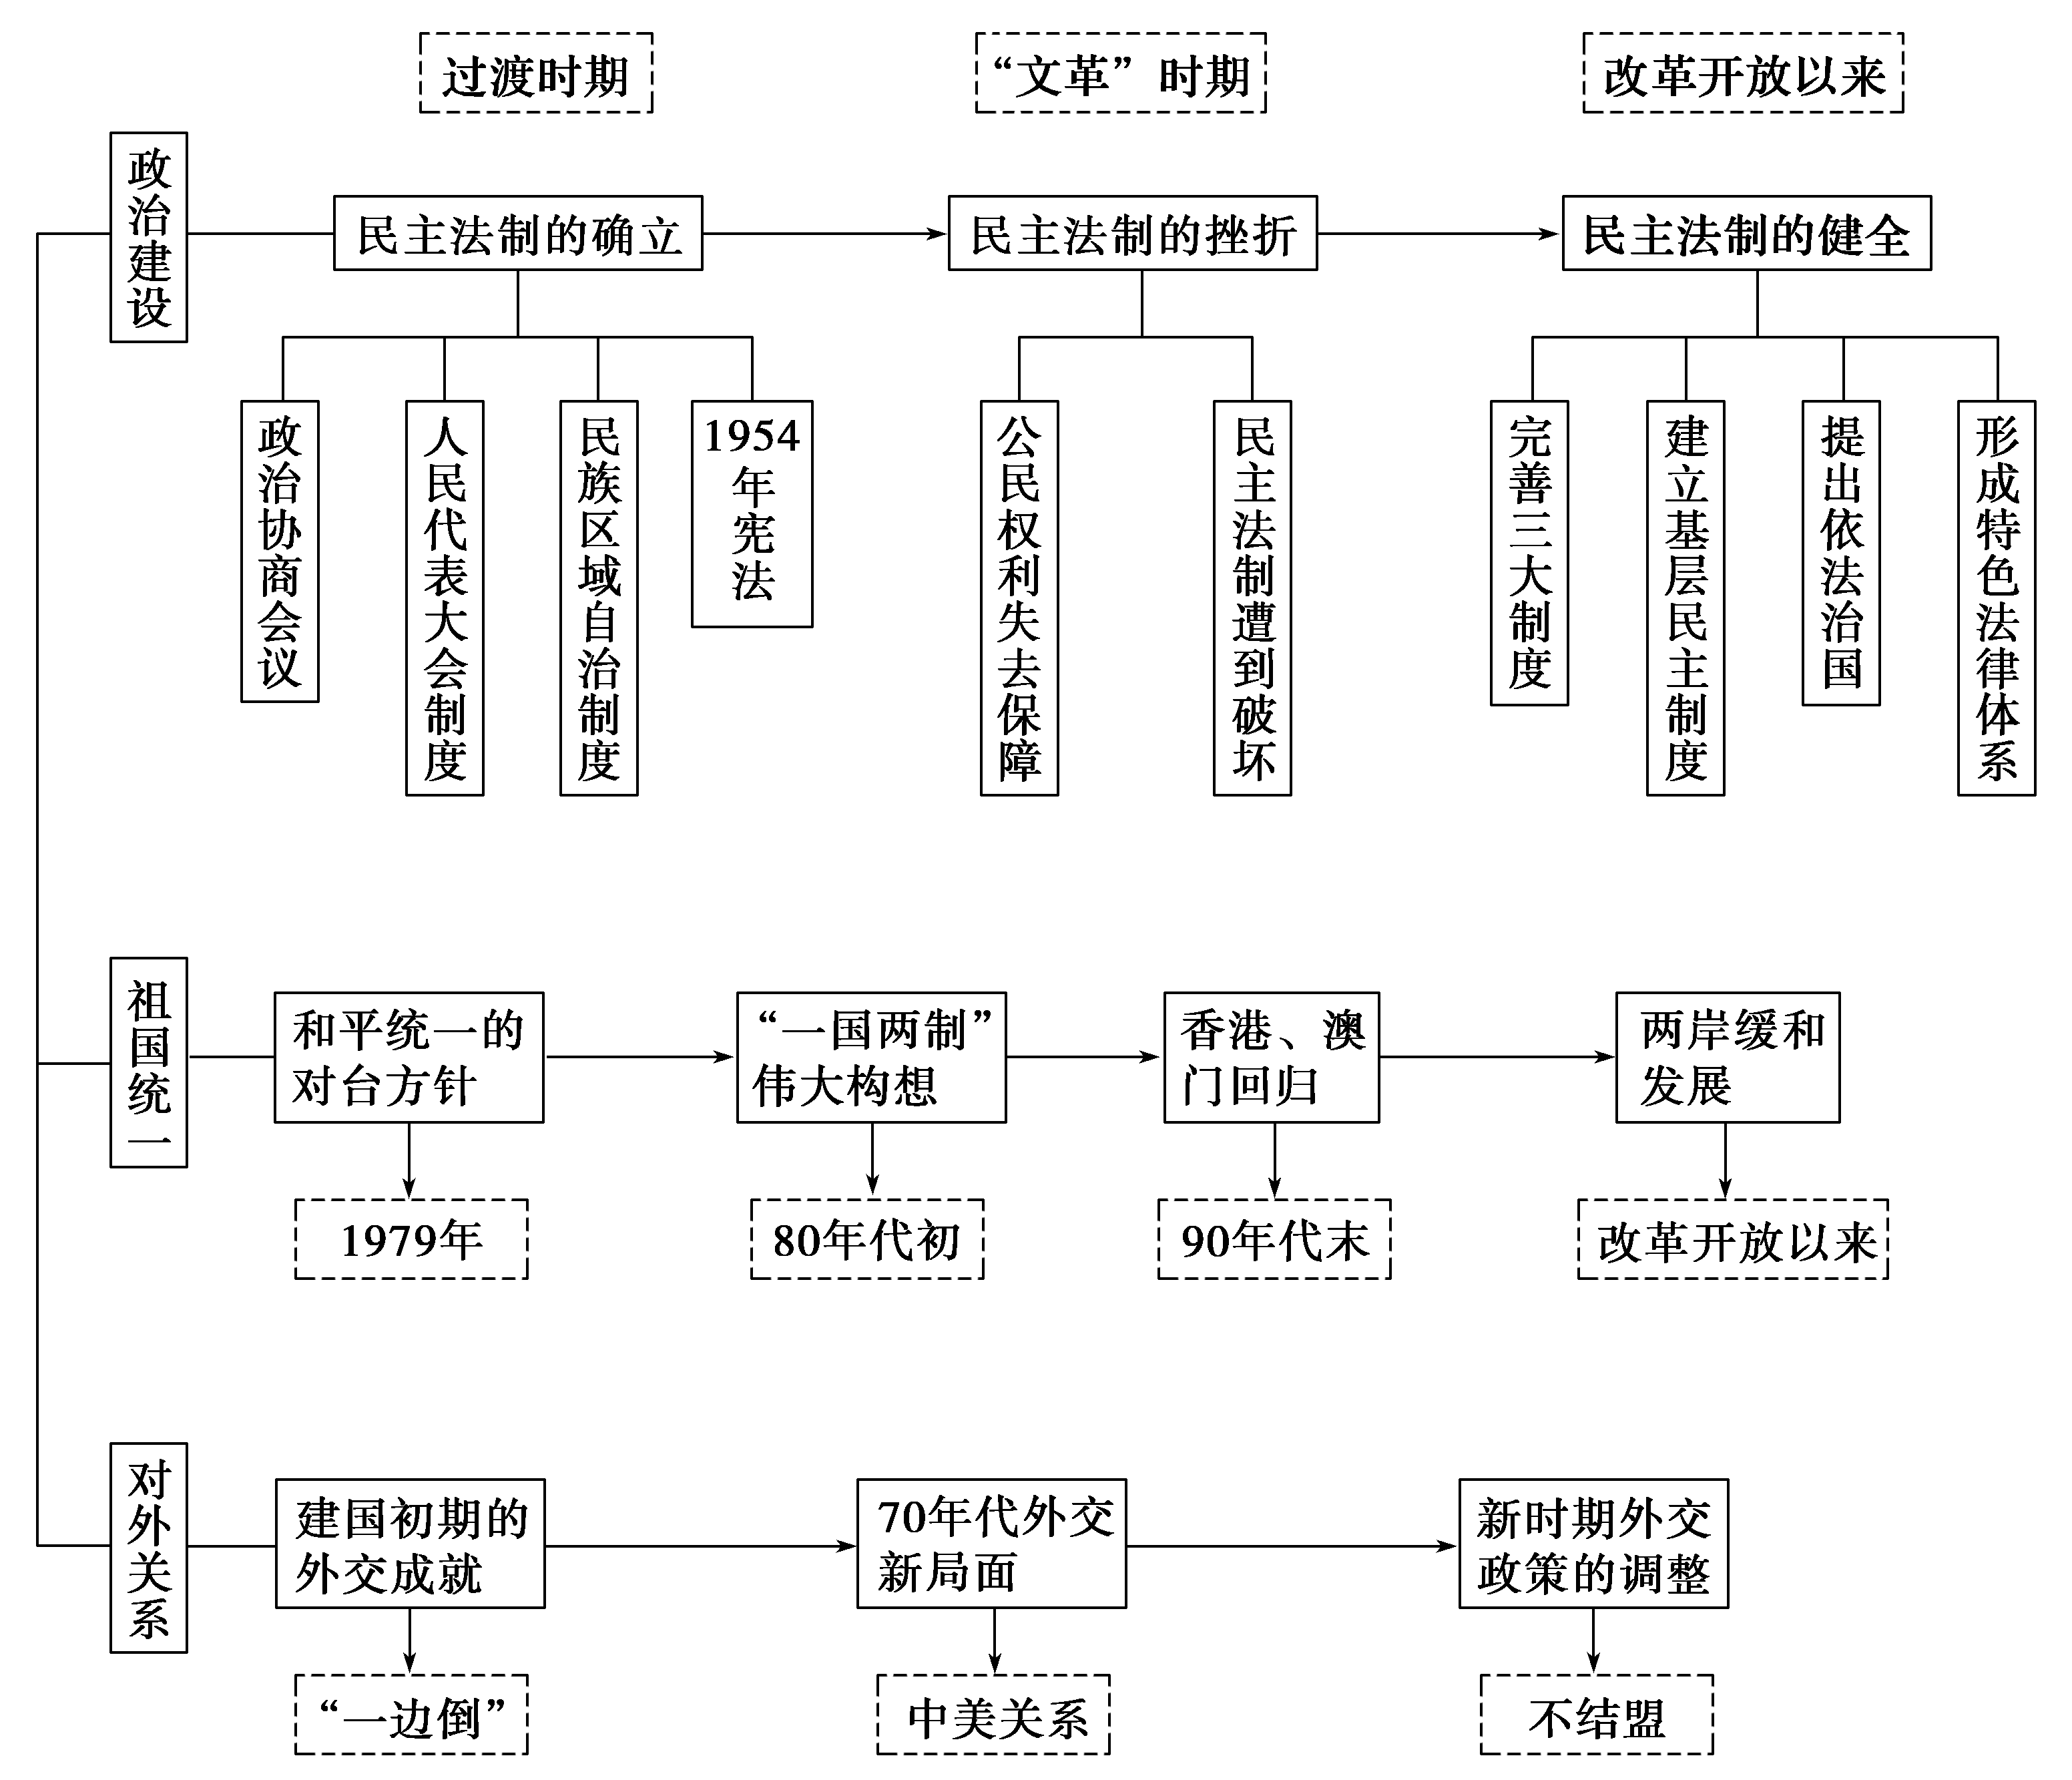 过渡时期
“文革”时期
改革开放以来
政治建设
民主法制的确立
民主法制的挫折
民主法制的健全
政治协商会议
人民代表大会制度
民族区域自治制度
1954
年宪法
公民权利失去保障
民主法制遭到破坏
完善三大制度
建立基层民主制度
提出依法治国
形成特色法律体系
祖国统一
和平统一的
对台方针
“一国两制”
伟大构想
香港、澳
门回归
两岸缓和
发展
1979年
80年代初
90年代末
改革开放以来
对外关系
建国初期的
外交成就
70年代外交
新局面
新时期外交
政策的调整
“一边倒”
中美关系
不结盟